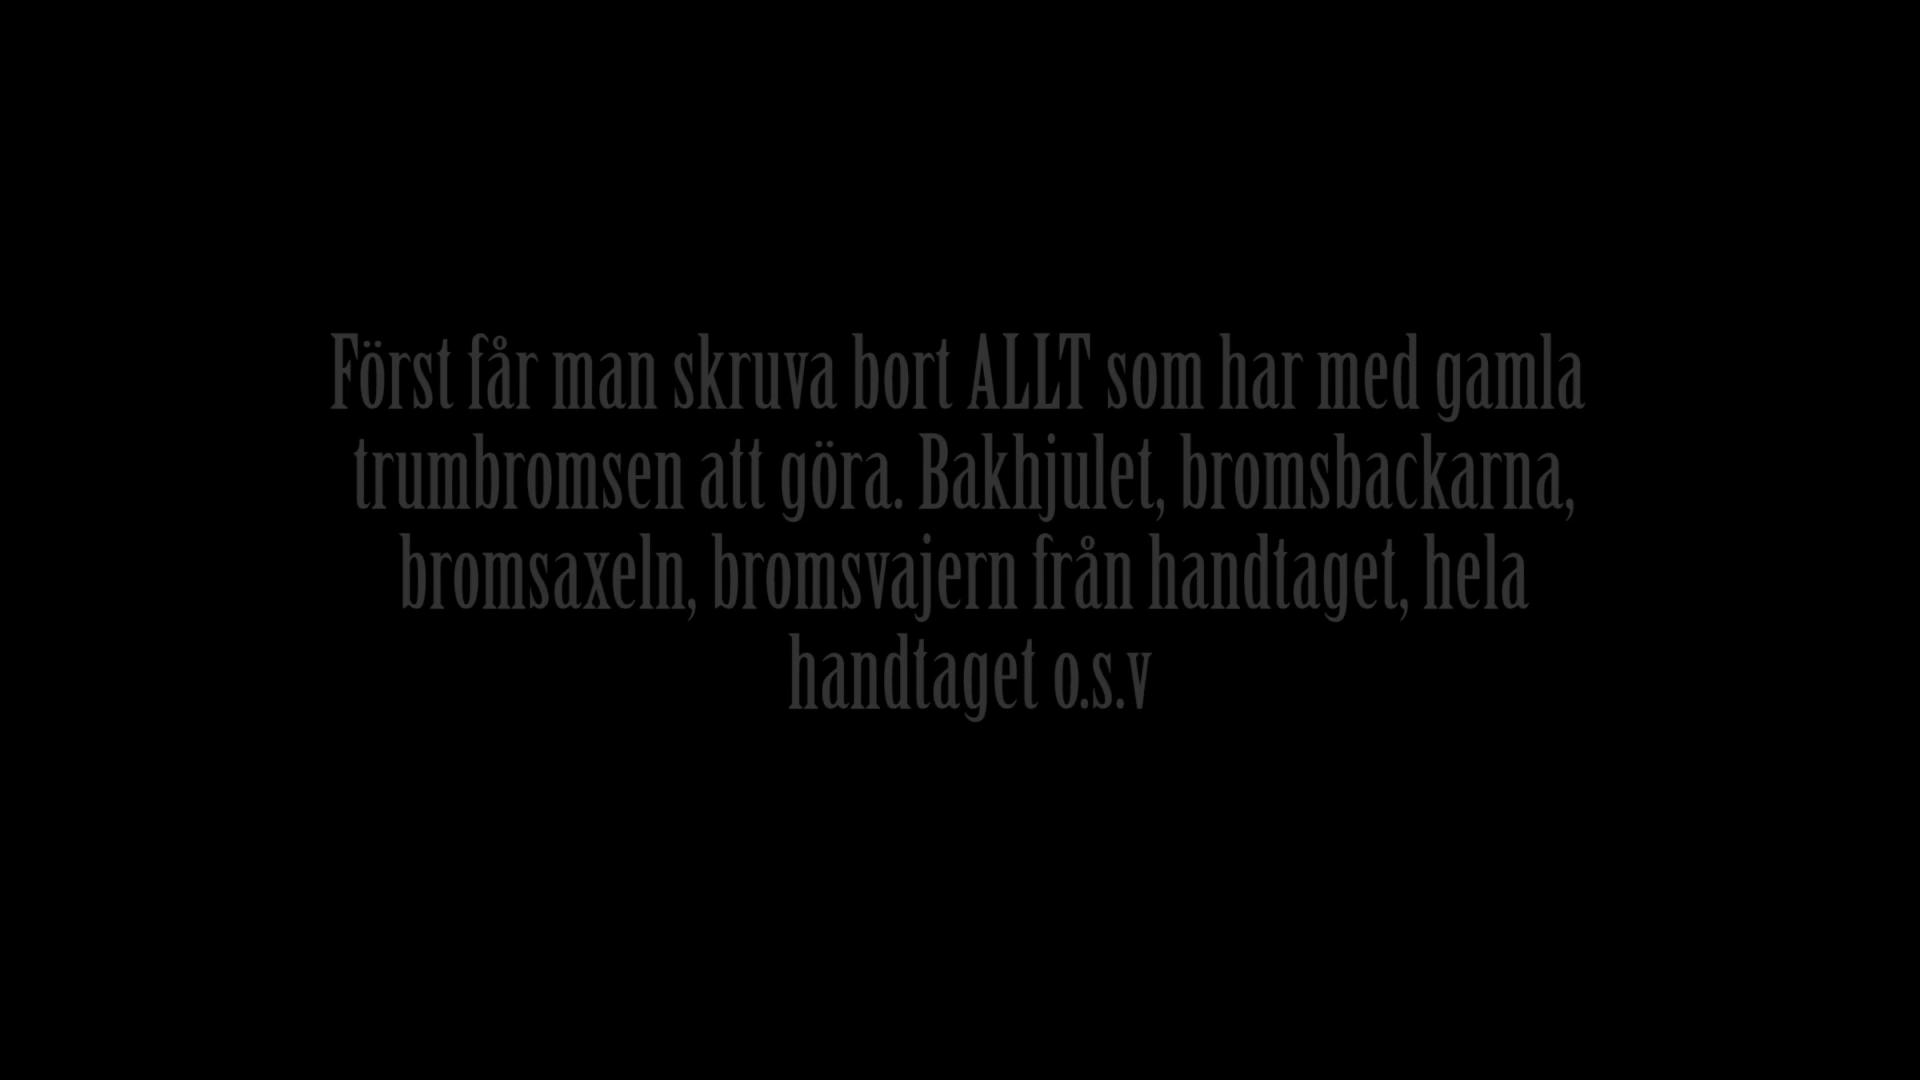 Först får man skruva bort ALLT som har med gamla
trumbromsen att göra. Bakhjulet, bromsbackarna,
bromsaxeln, bromsvajern från handtaget, hela
handtaget o.s.v